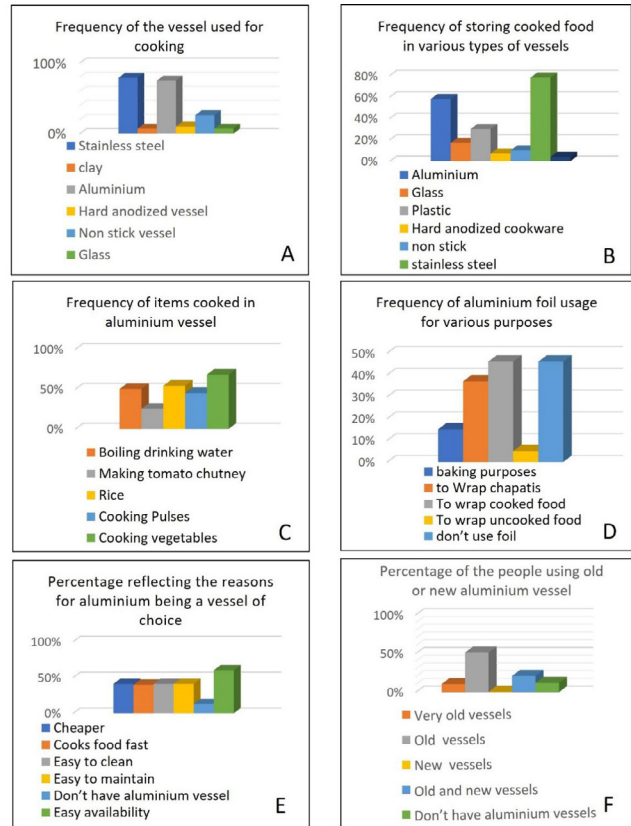 Frequency of the vessel used for
cooking
100%
0%
Stainless steel
clay
Aluminium
Hard anodized vessel
Non stick vessel
Glass
A
Frequency of storing cooked food
in various types of vessels
80%
60%
40%
20%
0%
Aluminium
Glass
Plastic
Hard anodized cookware
non stick
stainless steel
B
Frequency of items cooked in
aluminium vessel
100%
50%
0%
Boiling drinking water
Making tomato chutney
Rice
Cooking Pulses
Cooking vegetables
C
Frequency of aluminium foil usage
for various purposes
50%
40%
30%
20%
10%
0%
baking purposes
to Wrap chapatis
To wrap cooked food
To wrap uncooked food
don't use foil
D
Percentage reflecting the reasons
for aluminium being a vessel of
choice
100%
50%
0%
Cheaper
Cooks food fast
Easy to clean
Easy to maintain
Don't have aluminium vessel
Easy availability
E
Percentage of the people using old
or new aluminium vessel
100%
50%
0%
Very old vessels
Old vessels
New vessels
Old and new vessels
Don't have aluminium vessels
F